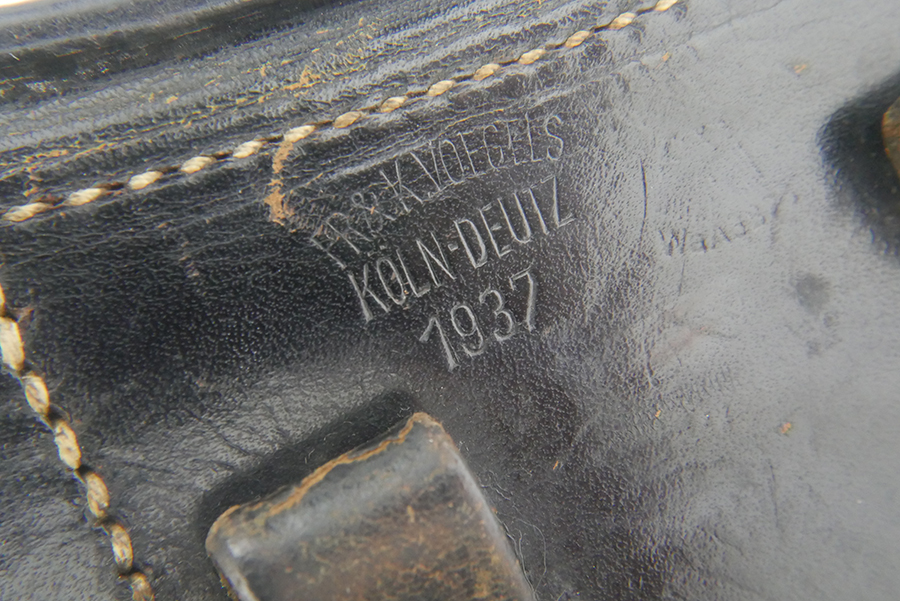 FR & K. VOEGELS
KÖLN-DEUTZ
1937